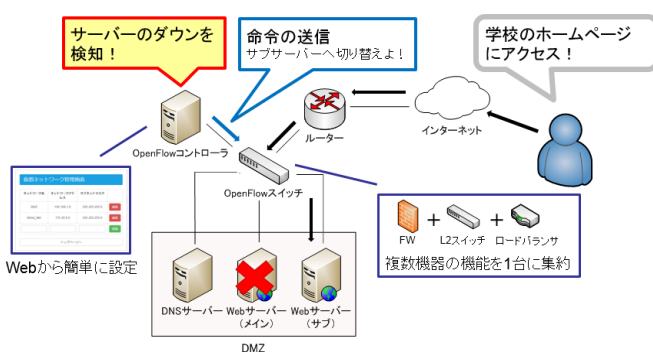 サーバーのダウンを
検知！
命令の送信
サブサーバーへ切り替えよ！
学校のホームページ
にアクセス！
OpenFlowコントローラ
ルーター
インターネット
OpenFlowスイッチ
Webから簡単に設定
FW
L2スイッチ
ロードバランサ
複数機器の機能を1台に集約
DNSサーバー
Webサーバー
（メイン）
Webサーバー
（サブ）
DMZ